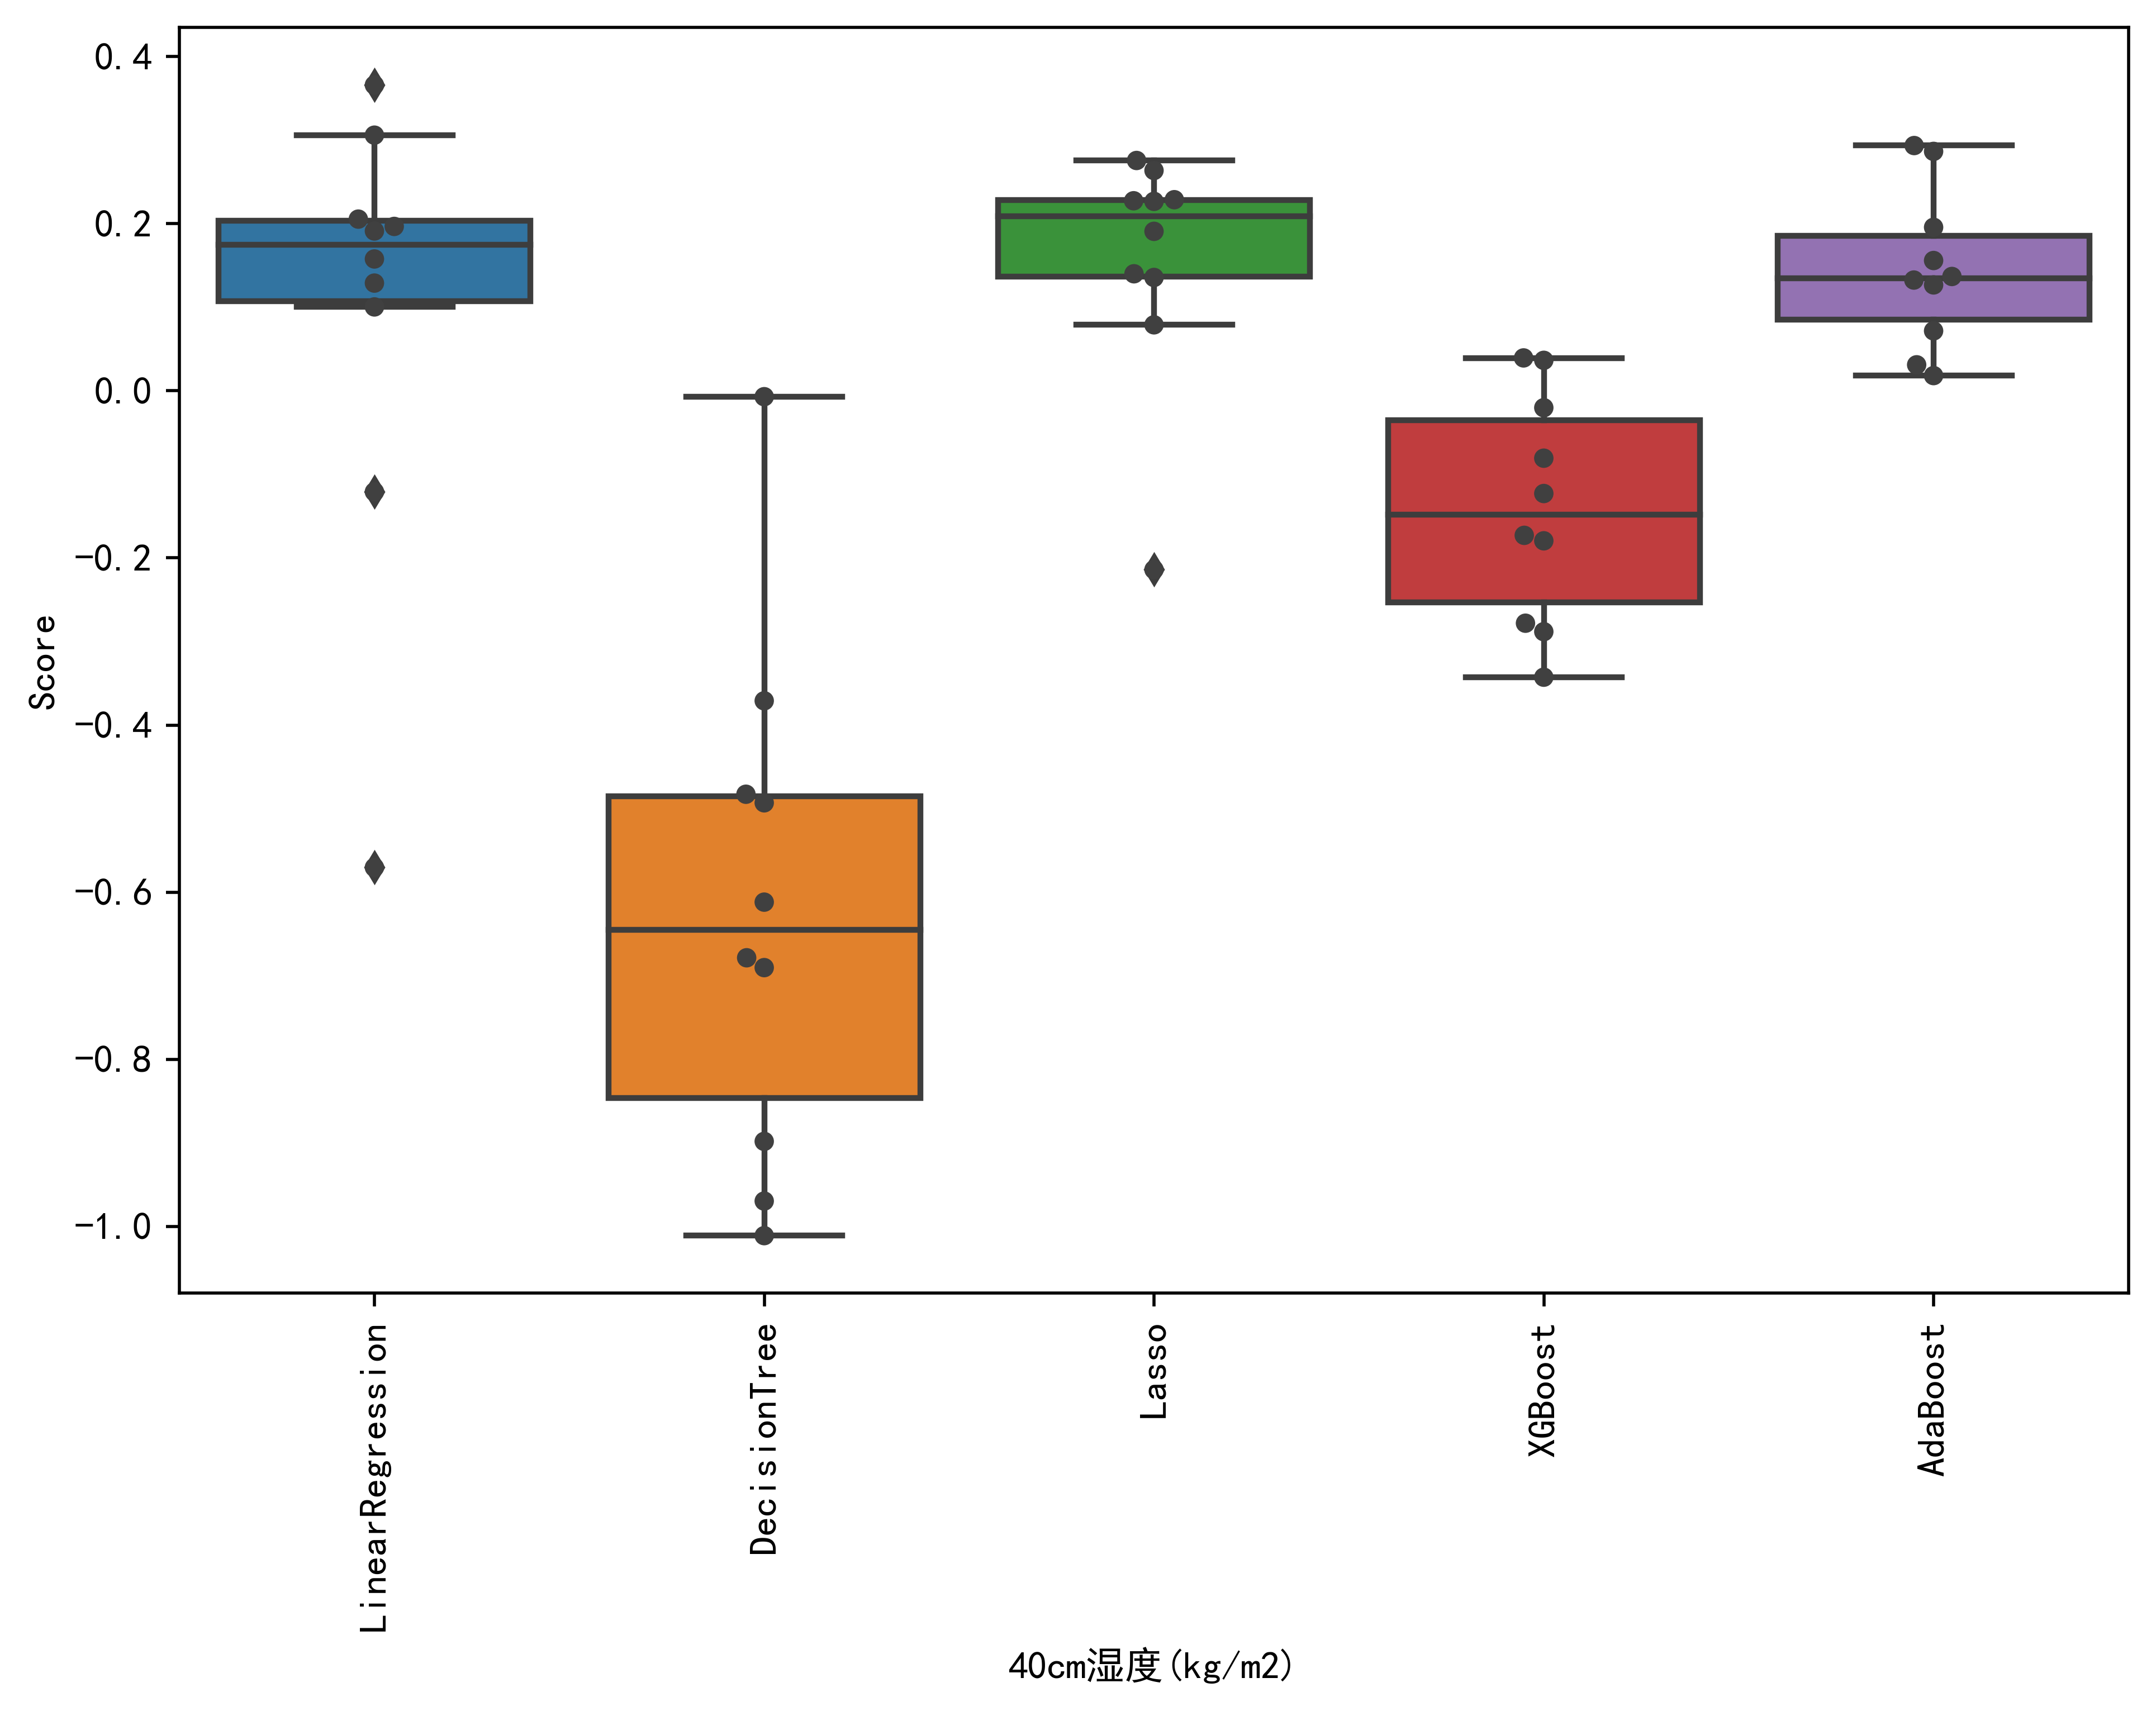 0.4
0.2
0.0
−0.2
−0.4
−0.6
−0.8
−1.0
Score
LinearRegression
DecisionTree
Lasso
XGBoost
AdaBoost
40cm湿度(kg/m2)